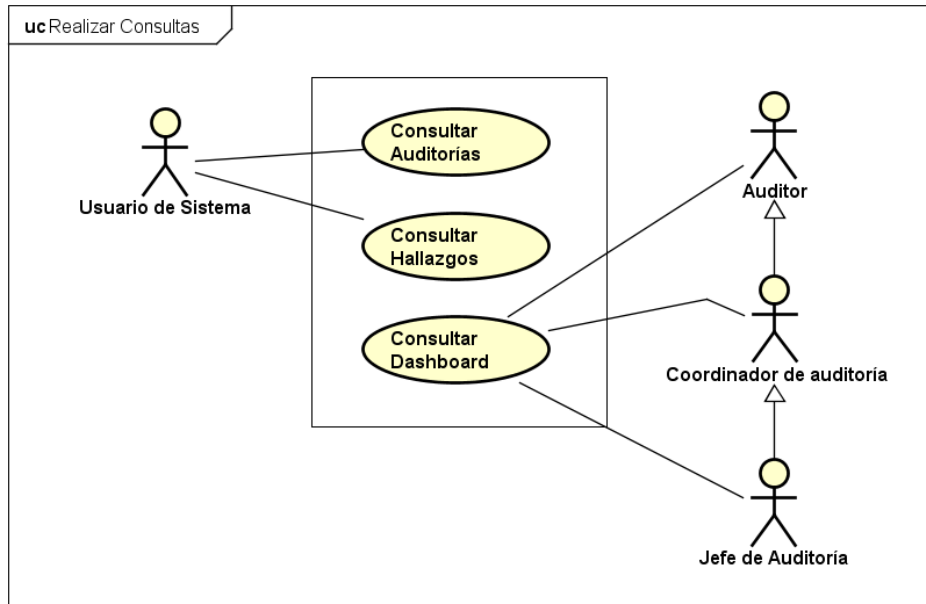 uc Realizar Consultas
Consultar
Auditorías
Usuario de Sistema
Auditor
Consultar
Hallazgos
Consultar
Dashboard
Coordinador de auditoría
Jefe de Auditoría